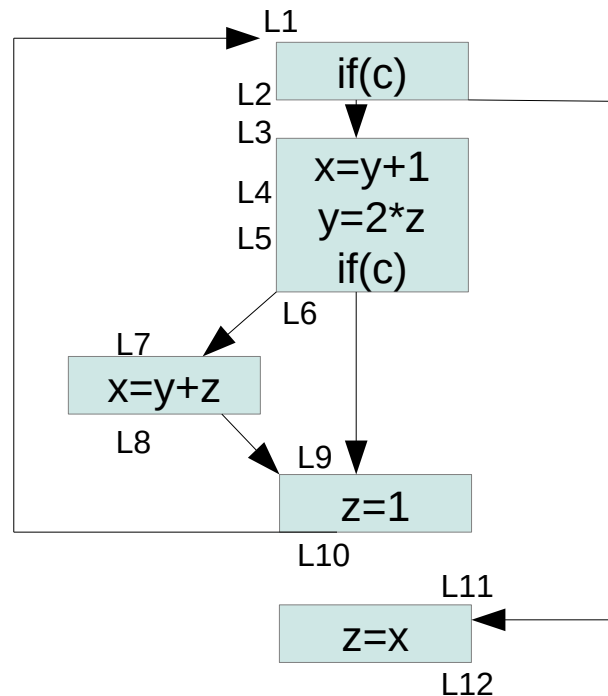 L1
if(c)
L2
L3
x=y+1
L4
y=2*z
L5
if(c)
L6
L7
x=y+z
L8
L9
z=1
L10
L11
z=x
L12